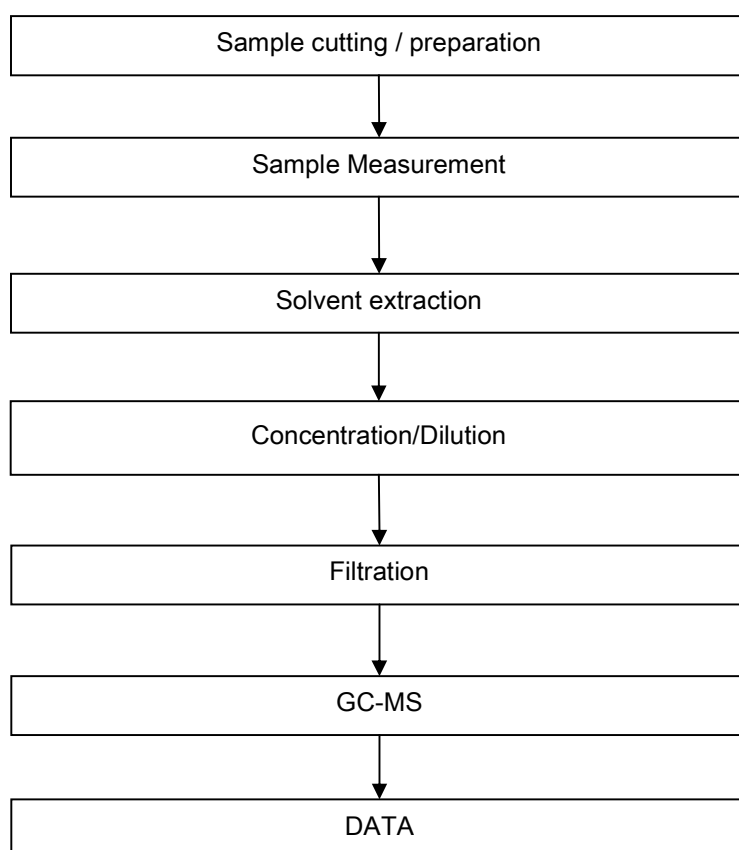 Sample cutting / preparation
Sample Measurement
Solvent extraction
Concentration/Dilution
Filtration
GC-MS
DATA